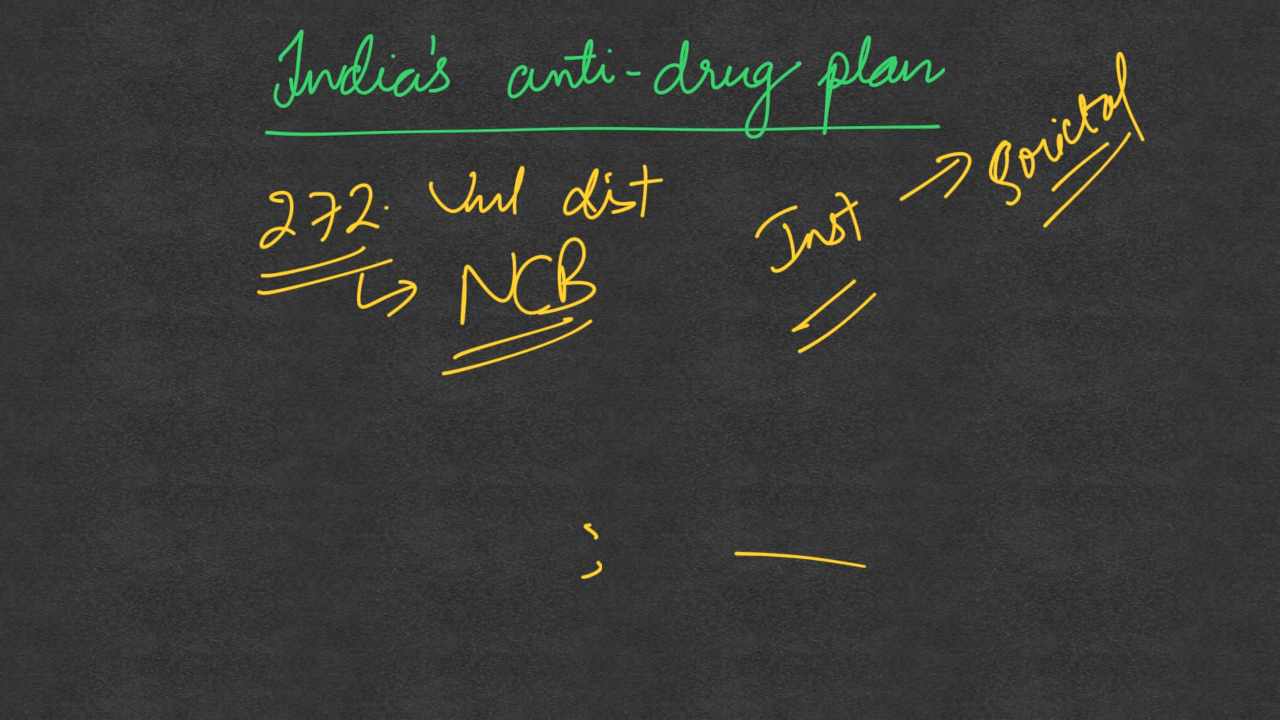 India's anti-drug plan
272. Vul dist
↳ NCB
Inst → Societal